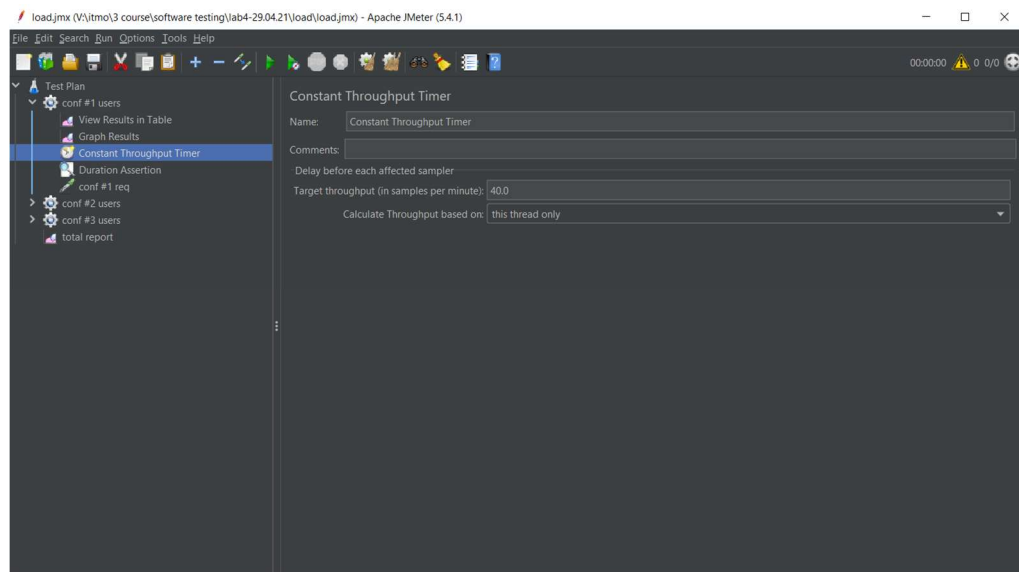 load.jmx (V:\itmo\3 course\software testing\lab4-29.04.21\load\load.jmx) - Apache JMeter (5.4.1)
File Edit Search Run Options Tools Help
00:00:00 0 0/0
Test Plan
conf #1 users
View Results in Table
Graph Results
Constant Throughput Timer
Duration Assertion
conf #1 req
conf #2 users
conf #3 users
total report
Constant Throughput Timer
Name: Constant Throughput Timer
Comments:
Delay before each affected sampler
Target throughput (in samples per minute): 40.0
Calculate Throughput based on: this thread only